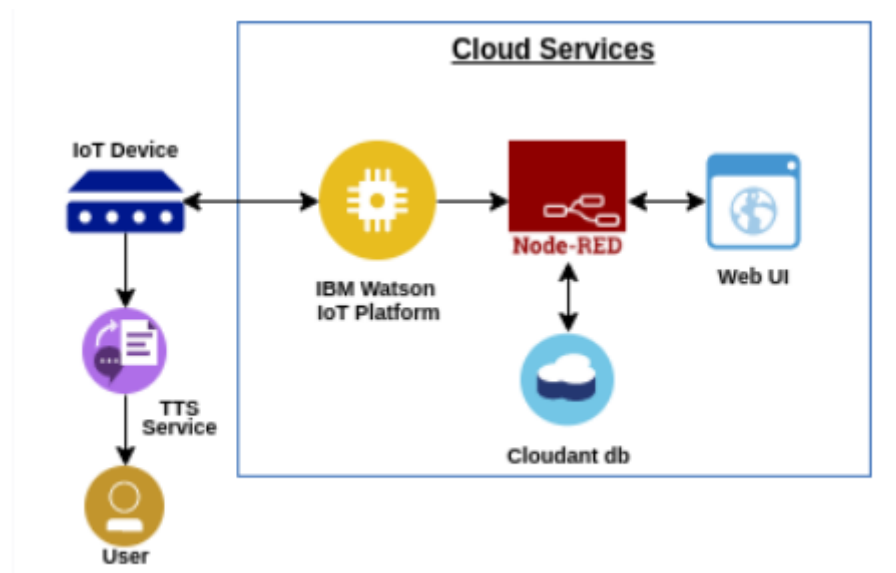 Cloud Services
IoT Device
Node-RED
IBM Watson
IoT Platform
Web UI
TTS
Service
Cloudant db
User